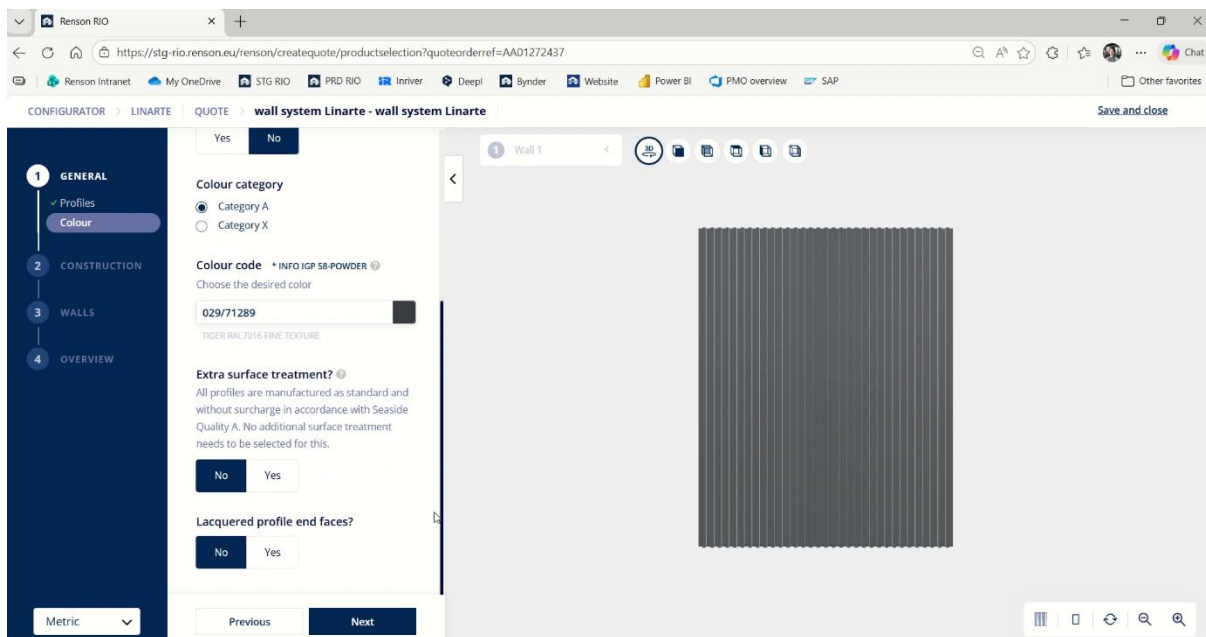 Renson RIO
https://stg-rio.renson.eu/renson/createquote/productselection?quoteorderref=AA01272437
Chat
Renson Intranet
My OneDrive
STG RIO
PRD RIO
Inriver
Deepl
Bynder
Website
Power BI
PMO overview
SAP
Other favorites
CONFIGURATOR > LINARTE QUOTE > wall system Linarte - wall system Linarte
Save and close
1 GENERAL
Profiles
Colour
2 CONSTRUCTION
3 WALLS
4 OVERVIEW
Metric
Yes No
Colour category
Category A
Category X
Colour code * INFO IGP 58-POWDER
Choose the desired color
029/71289
TIGER RAL7016 FINE TEXTURE
Extra surface treatment?
All profiles are manufactured as standard and
without surcharge in accordance with Seaside
Quality A. No additional surface treatment
needs to be selected for this.
No Yes
Lacquered profile end faces?
No Yes
Previous Next
1 Wall 1
3D